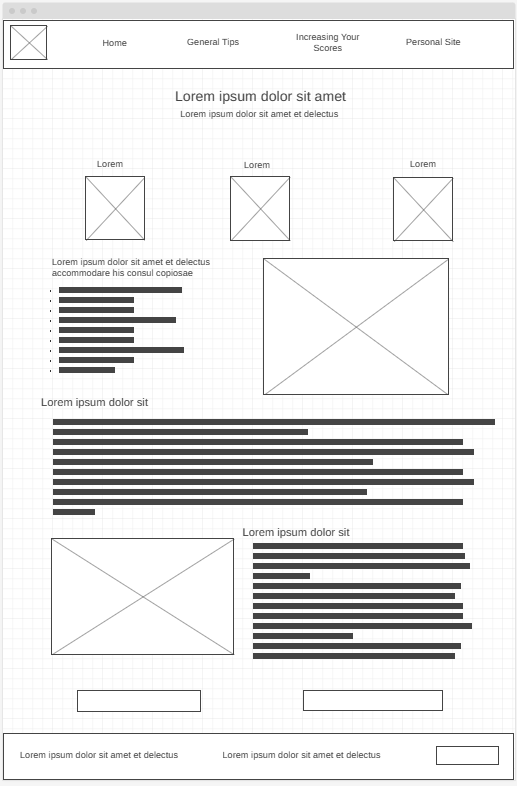 Home
General Tips
Increasing Your
Scores
Personal Site
Lorem ipsum dolor sit amet
Lorem ipsum dolor sit amet et delectus
Lorem
Lorem
Lorem
Lorem ipsum dolor sit amet et delectus
accommodare his consul copiosae
Lorem ipsum dolor sit
Lorem ipsum dolor sit
Lorem ipsum dolor sit amet et delectus
Lorem ipsum dolor sit amet et delectus